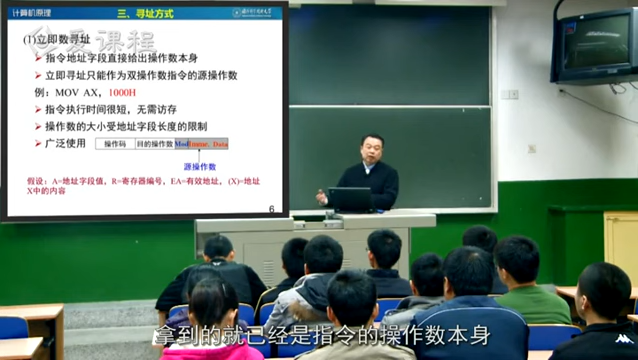 计算机原理
三、寻址方式
爱课程
(1)立即数寻址
指令地址字段直接给出操作数本身
立即寻址只能作为双操作数指令的源操作数
例：MOV AX，1000H
指令执行时间很短，无需访存
操作数的大小受地址字段长度的限制
广泛使用 操作码 目的操作数 Mod Imme. Data
源操作数
假设：A=地址字段值，R=寄存器编号，EA=有效地址，(X)=地址
X中的内容
6
拿到的就已经是指令的操作数本身